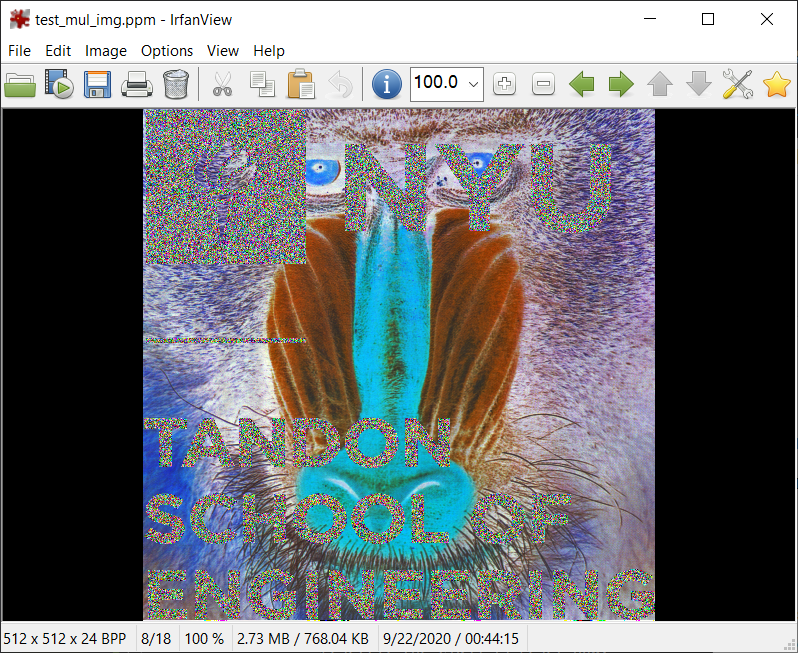 test_mul_img.ppm - IrfanView
File Edit Image Options View Help
100.0
NYU
TANDON
SCHOOL OF
ENGINEERING
512 x 512 x 24 BPP 8/18 100 % 2.73 MB / 768.04 KB 9/22/2020 / 00:44:15